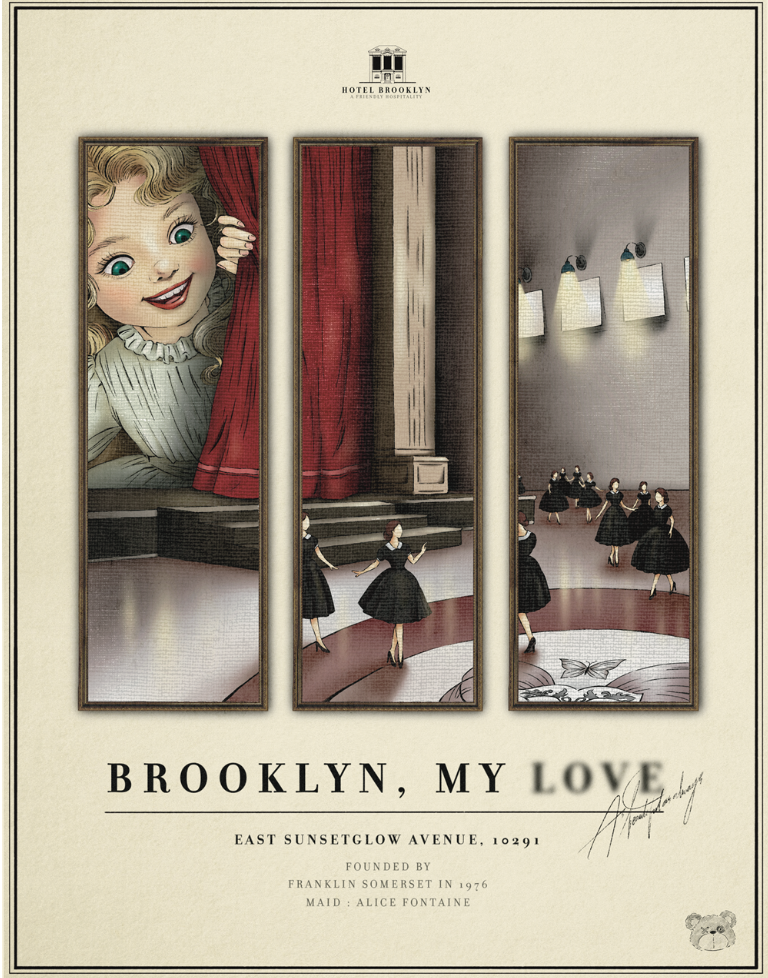 HOTEL BROOKLYN
A FRIENDLY HOSPITALITY
BROOKLYN, MY LOVE
EAST SUNSETGLOW AVENUE, 10291
FOUNDED BY
FRANKLIN SOMERSET IN 1976
MAID : ALICE FONTAINE